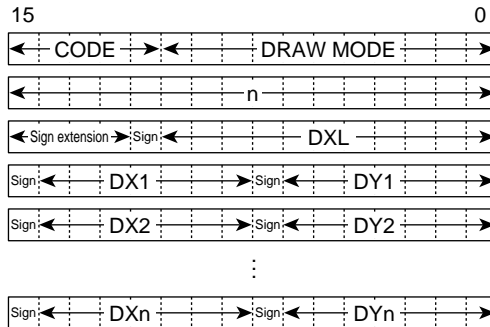 15 0
CODE DRAW MODE
n
Sign extension Sign DXL
Sign DX1 Sign DY1
Sign DX2 Sign DY2
⋮
Sign DXn Sign DYn